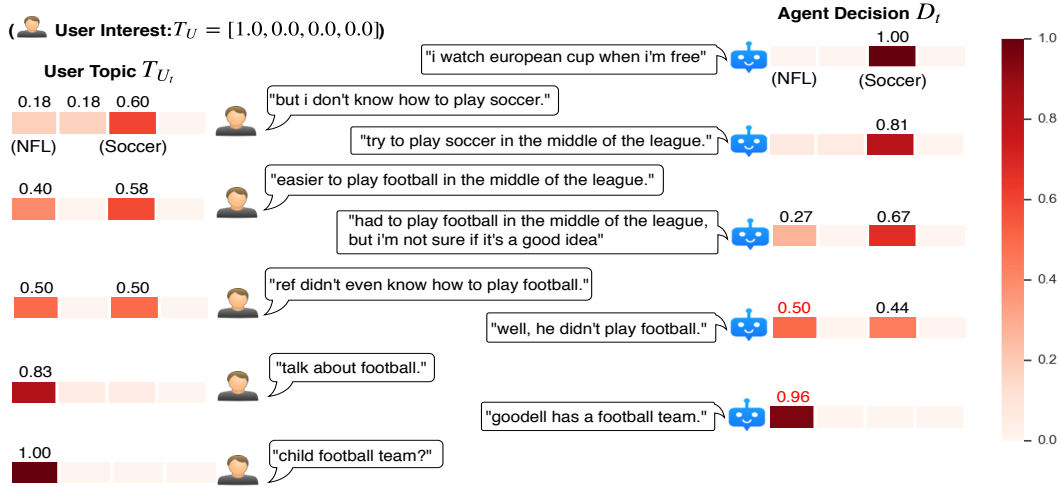 ( User Interest: T_U = [1.0, 0.0, 0.0, 0.0])
Agent Decision D_t
User Topic T_{U_t}
"i watch european cup when i'm free"
1.00
(NFL) (Soccer)
0.18 0.18 0.60
(NFL) (Soccer)
"but i don't know how to play soccer."
"try to play soccer in the middle of the league."
0.81
0.40 0.58
"easier to play football in the middle of the league."
"had to play football in the middle of the league,
but i'm not sure if it's a good idea"
0.27 0.67
0.50 0.50
"ref didn't even know how to play football."
"well, he didn't play football."
0.50 0.44
0.83
"talk about football."
"goodell has a football team."
0.96
1.00
"child football team?"
1.0
0.8
0.6
0.4
0.2
0.0